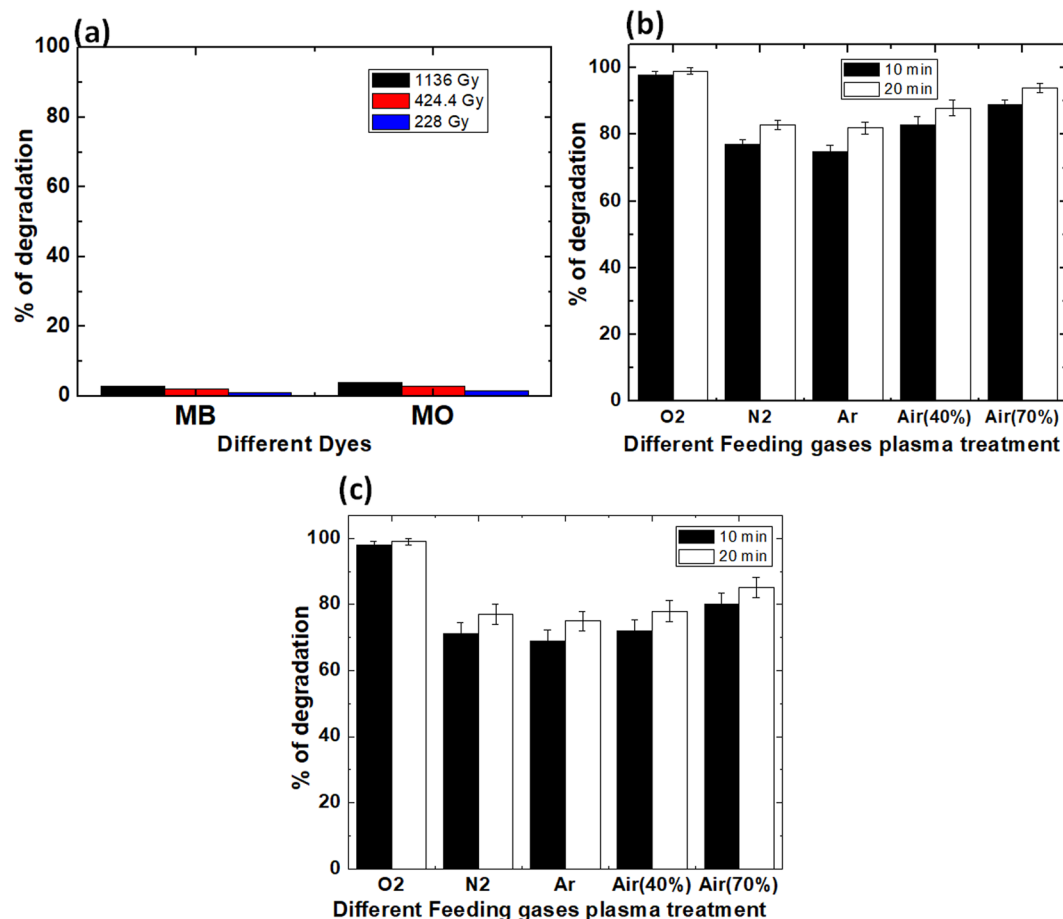 (a)
100
80
60
40
20
0
% of degradation
1136 Gy
424.4 Gy
228 Gy
MB MO
Different Dyes
(b)
100
80
60
40
20
0
% of degradation
10 min
20 min
O2 N2 Ar Air(40%) Air(70%)
Different Feeding gases plasma treatment
(c)
100
80
60
40
20
0
% of degradation
10 min
20 min
O2 N2 Ar Air(40%) Air(70%)
Different Feeding gases plasma treatment